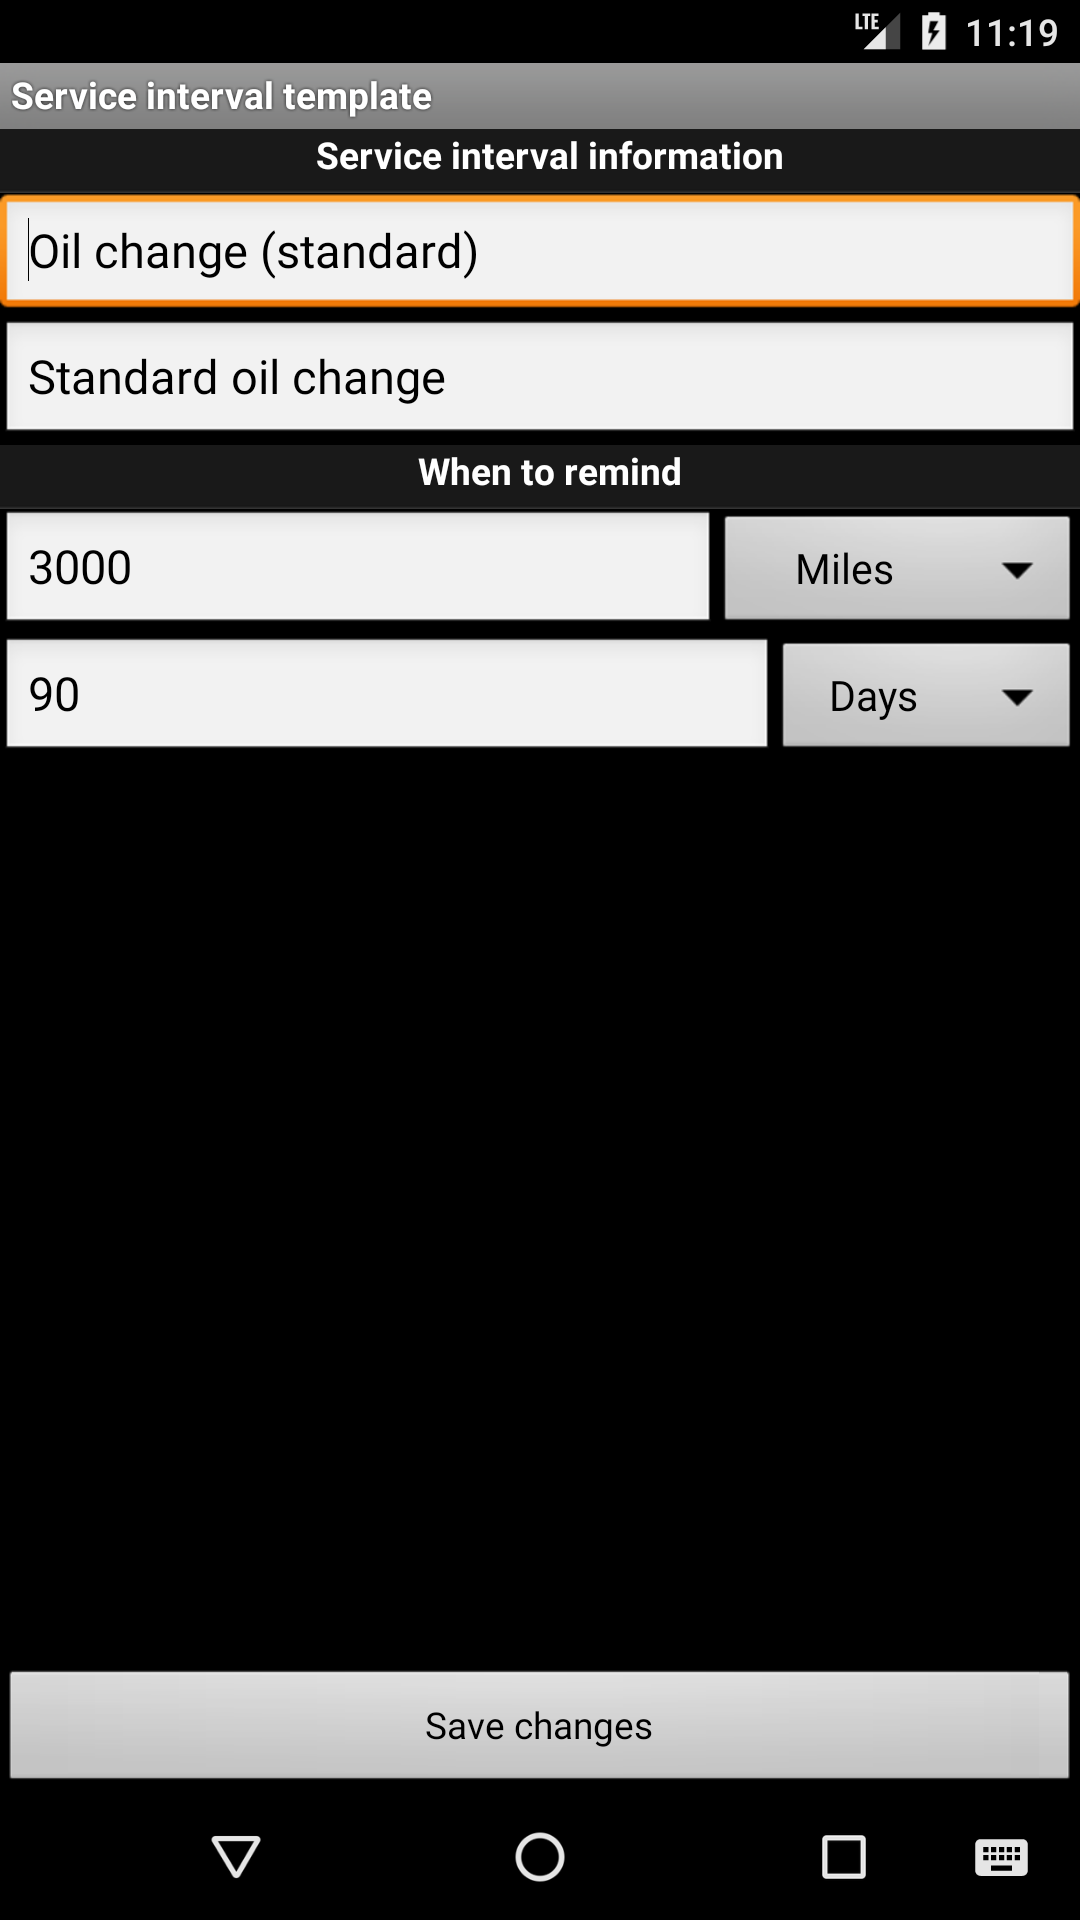 LTE 11:19
Service interval template
Service interval information
Oil change (standard)
Standard oil change
When to remind
3000 Miles
90 Days
Save changes